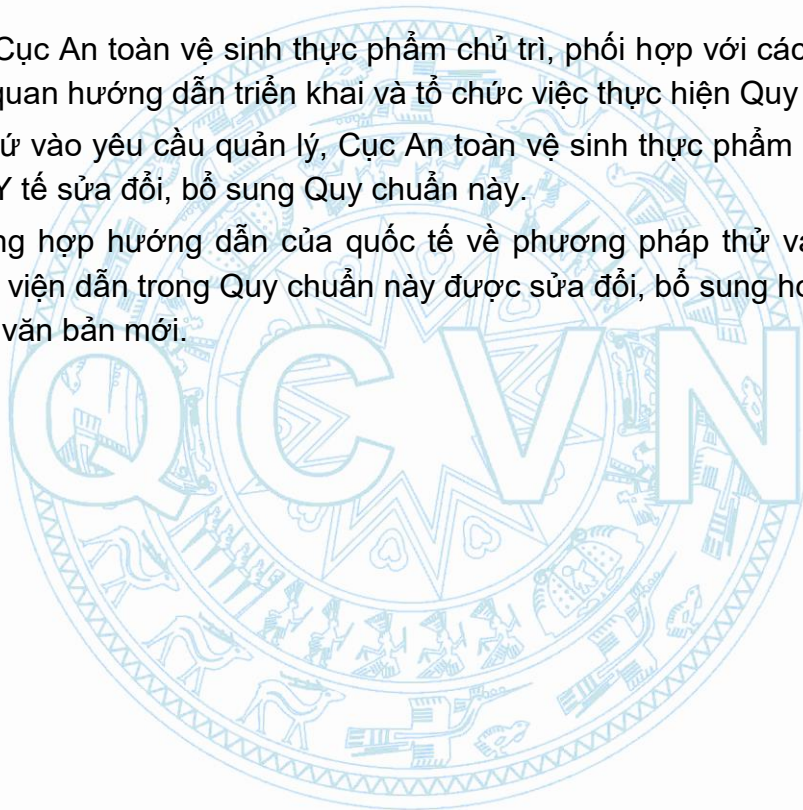 Cục An toàn vệ sinh thực phẩm chủ trì, phối hợp với các
quan hướng dẫn triển khai và tổ chức việc thực hiện Quy
ứ vào yêu cầu quản lý, Cục An toàn vệ sinh thực phẩm
Y tế sửa đổi, bổ sung Quy chuẩn này.
ng hợp hướng dẫn của quốc tế về phương pháp thử và
viện dẫn trong Quy chuẩn này được sửa đổi, bổ sung ho
văn bản mới.
QCVN